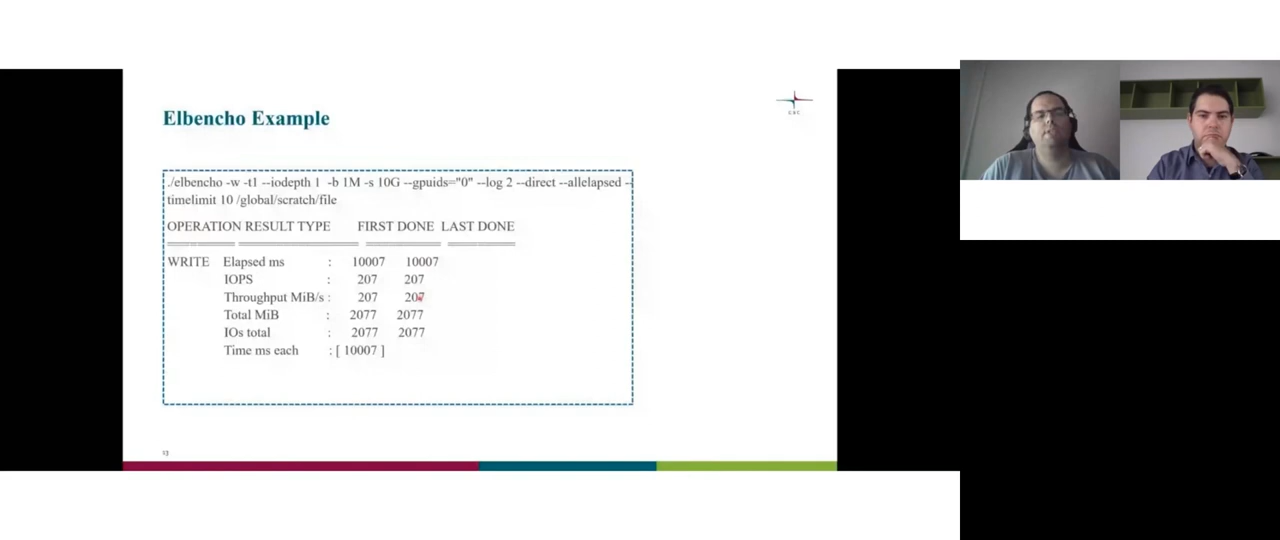 Elbencho Example
CSC
./elbencho -w -t1 --iodepth 1 -b 1M -s 10G --gpuids="0" --log 2 --direct --allelapsed --
timelimit 10 /global/scratch/file
OPERATION RESULT TYPE FIRST DONE LAST DONE
WRITE Elapsed ms : 10007 10007
IOPS : 207 207
Throughput MiB/s : 207 207
Total MiB : 2077 2077
IOs total : 2077 2077
Time ms each : [ 10007 ]
13